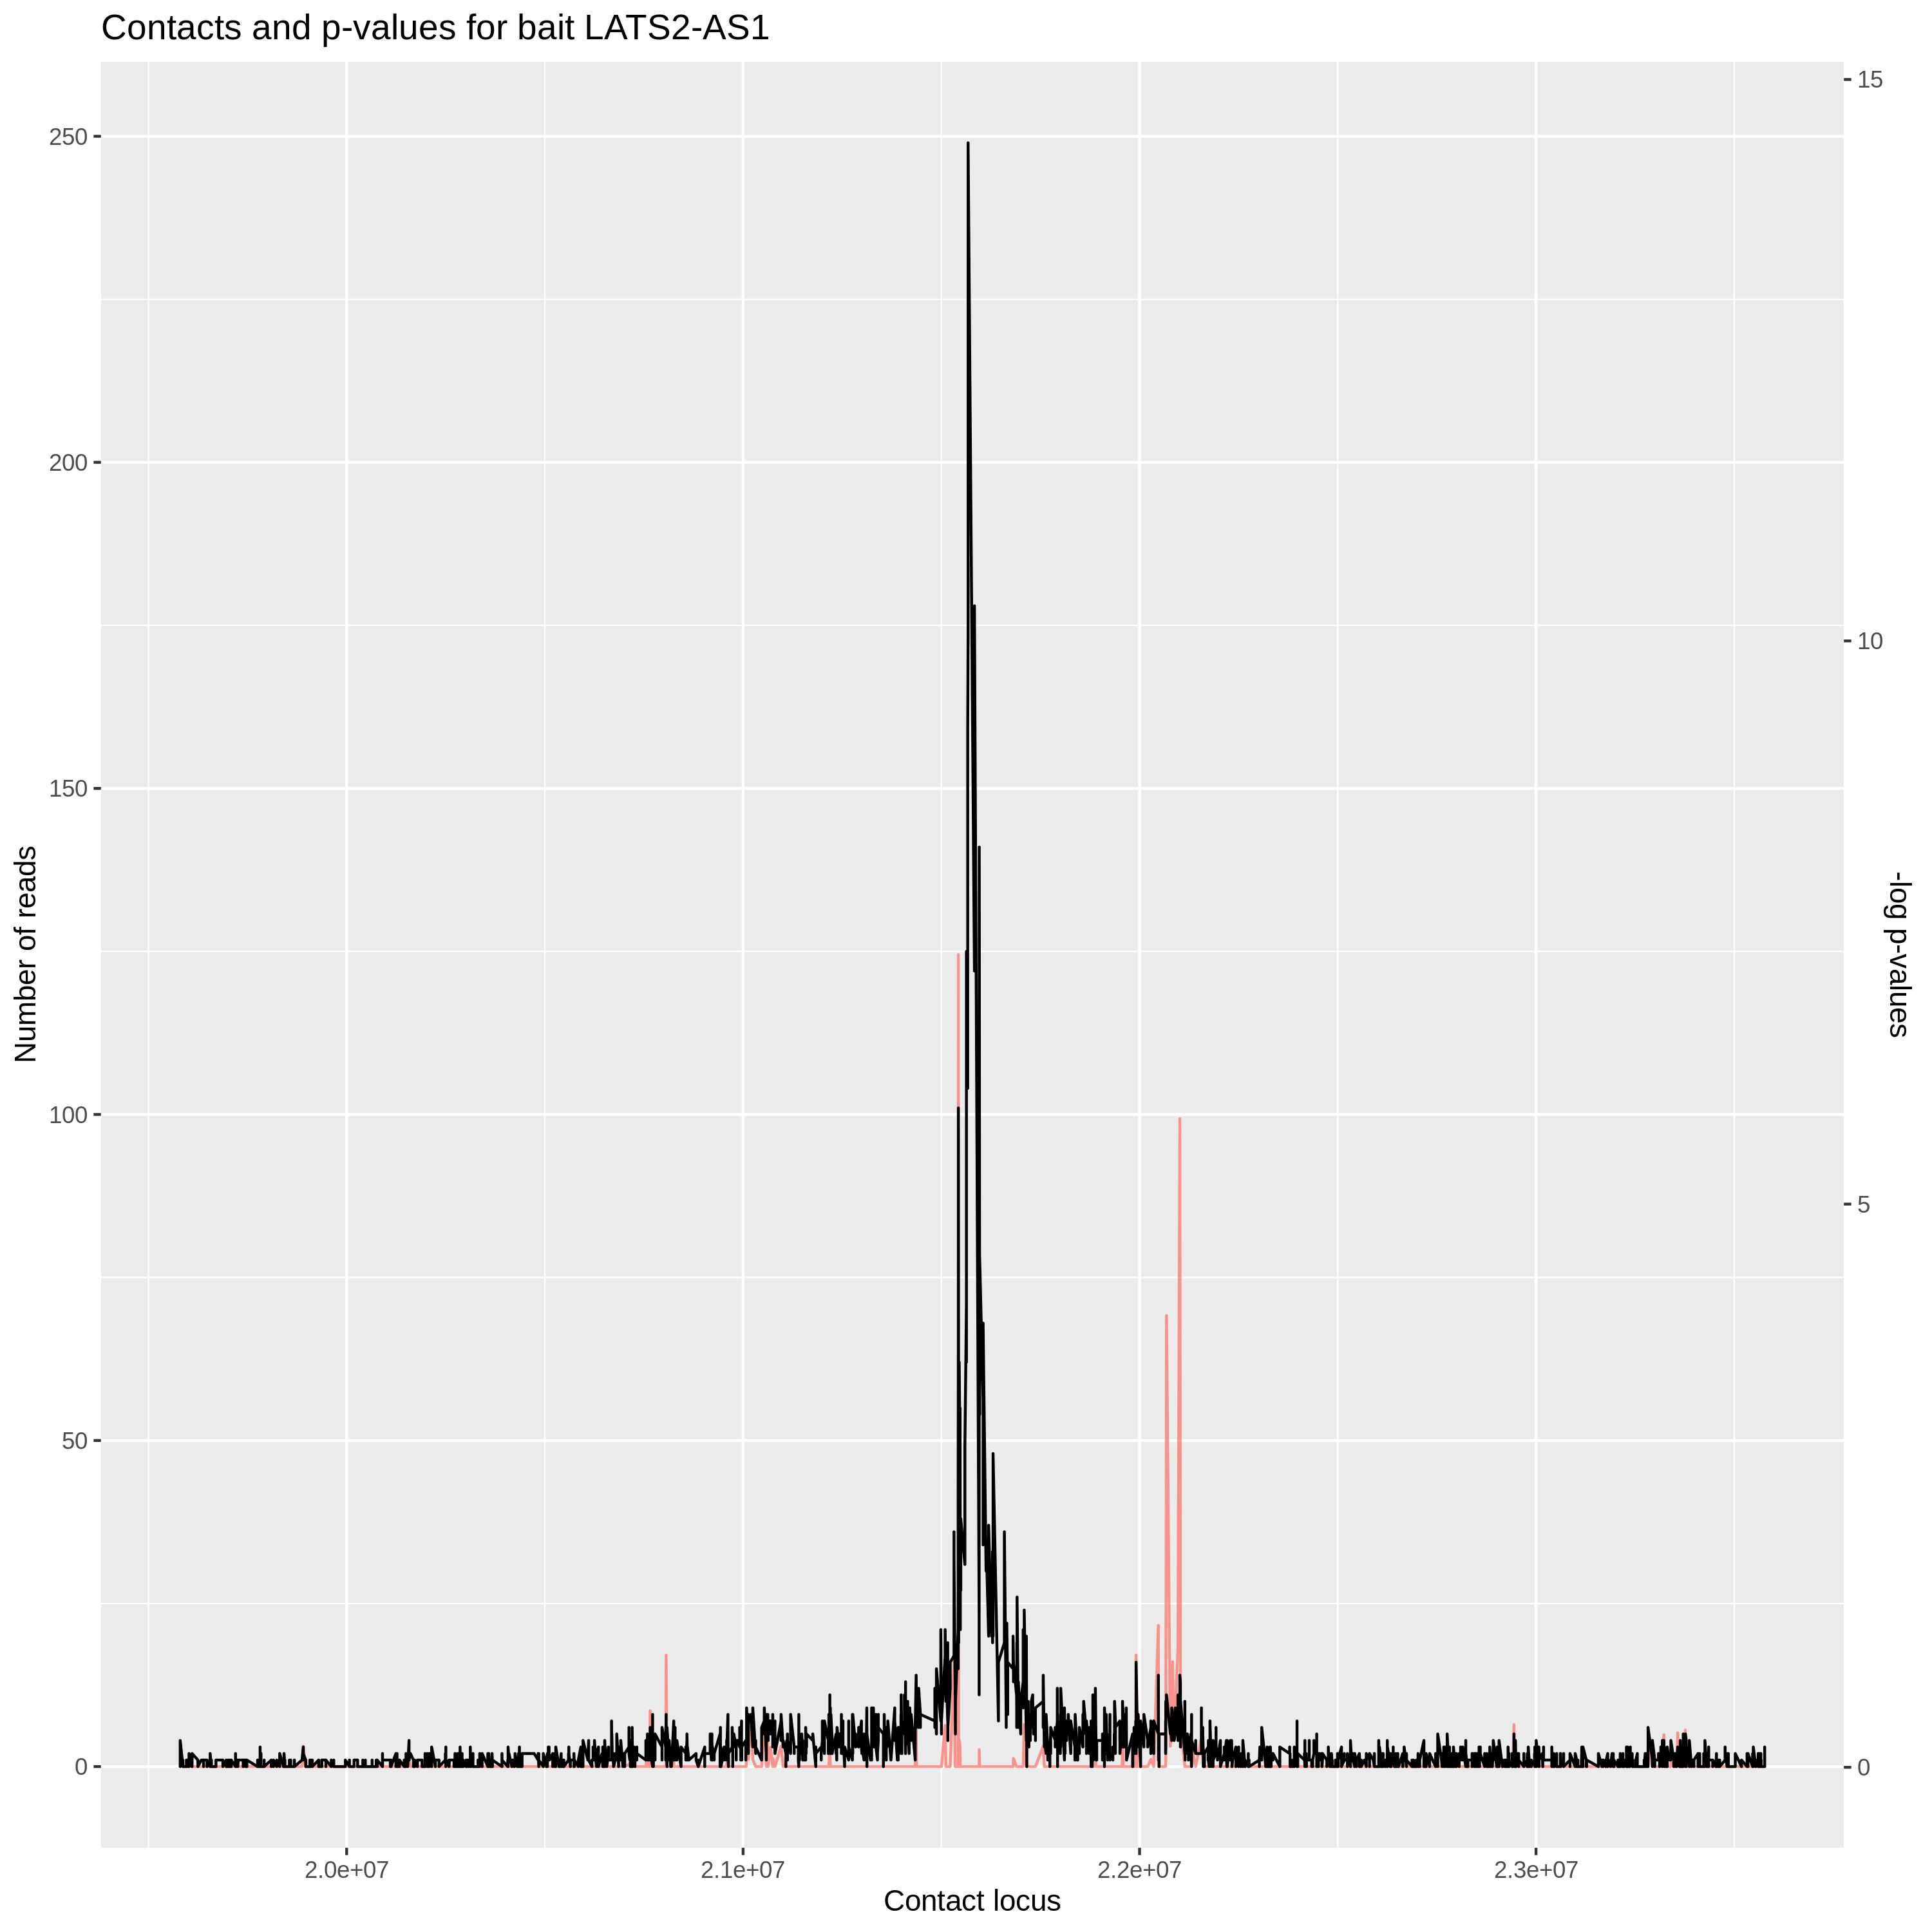 Contacts and p-values for bait LATS2-AS1
15
250
200
10
150
Number of reads
-log p-values
100
5
50
0
0
2.0e+07
2.1e+07
2.2e+07
2.3e+07
Contact locus